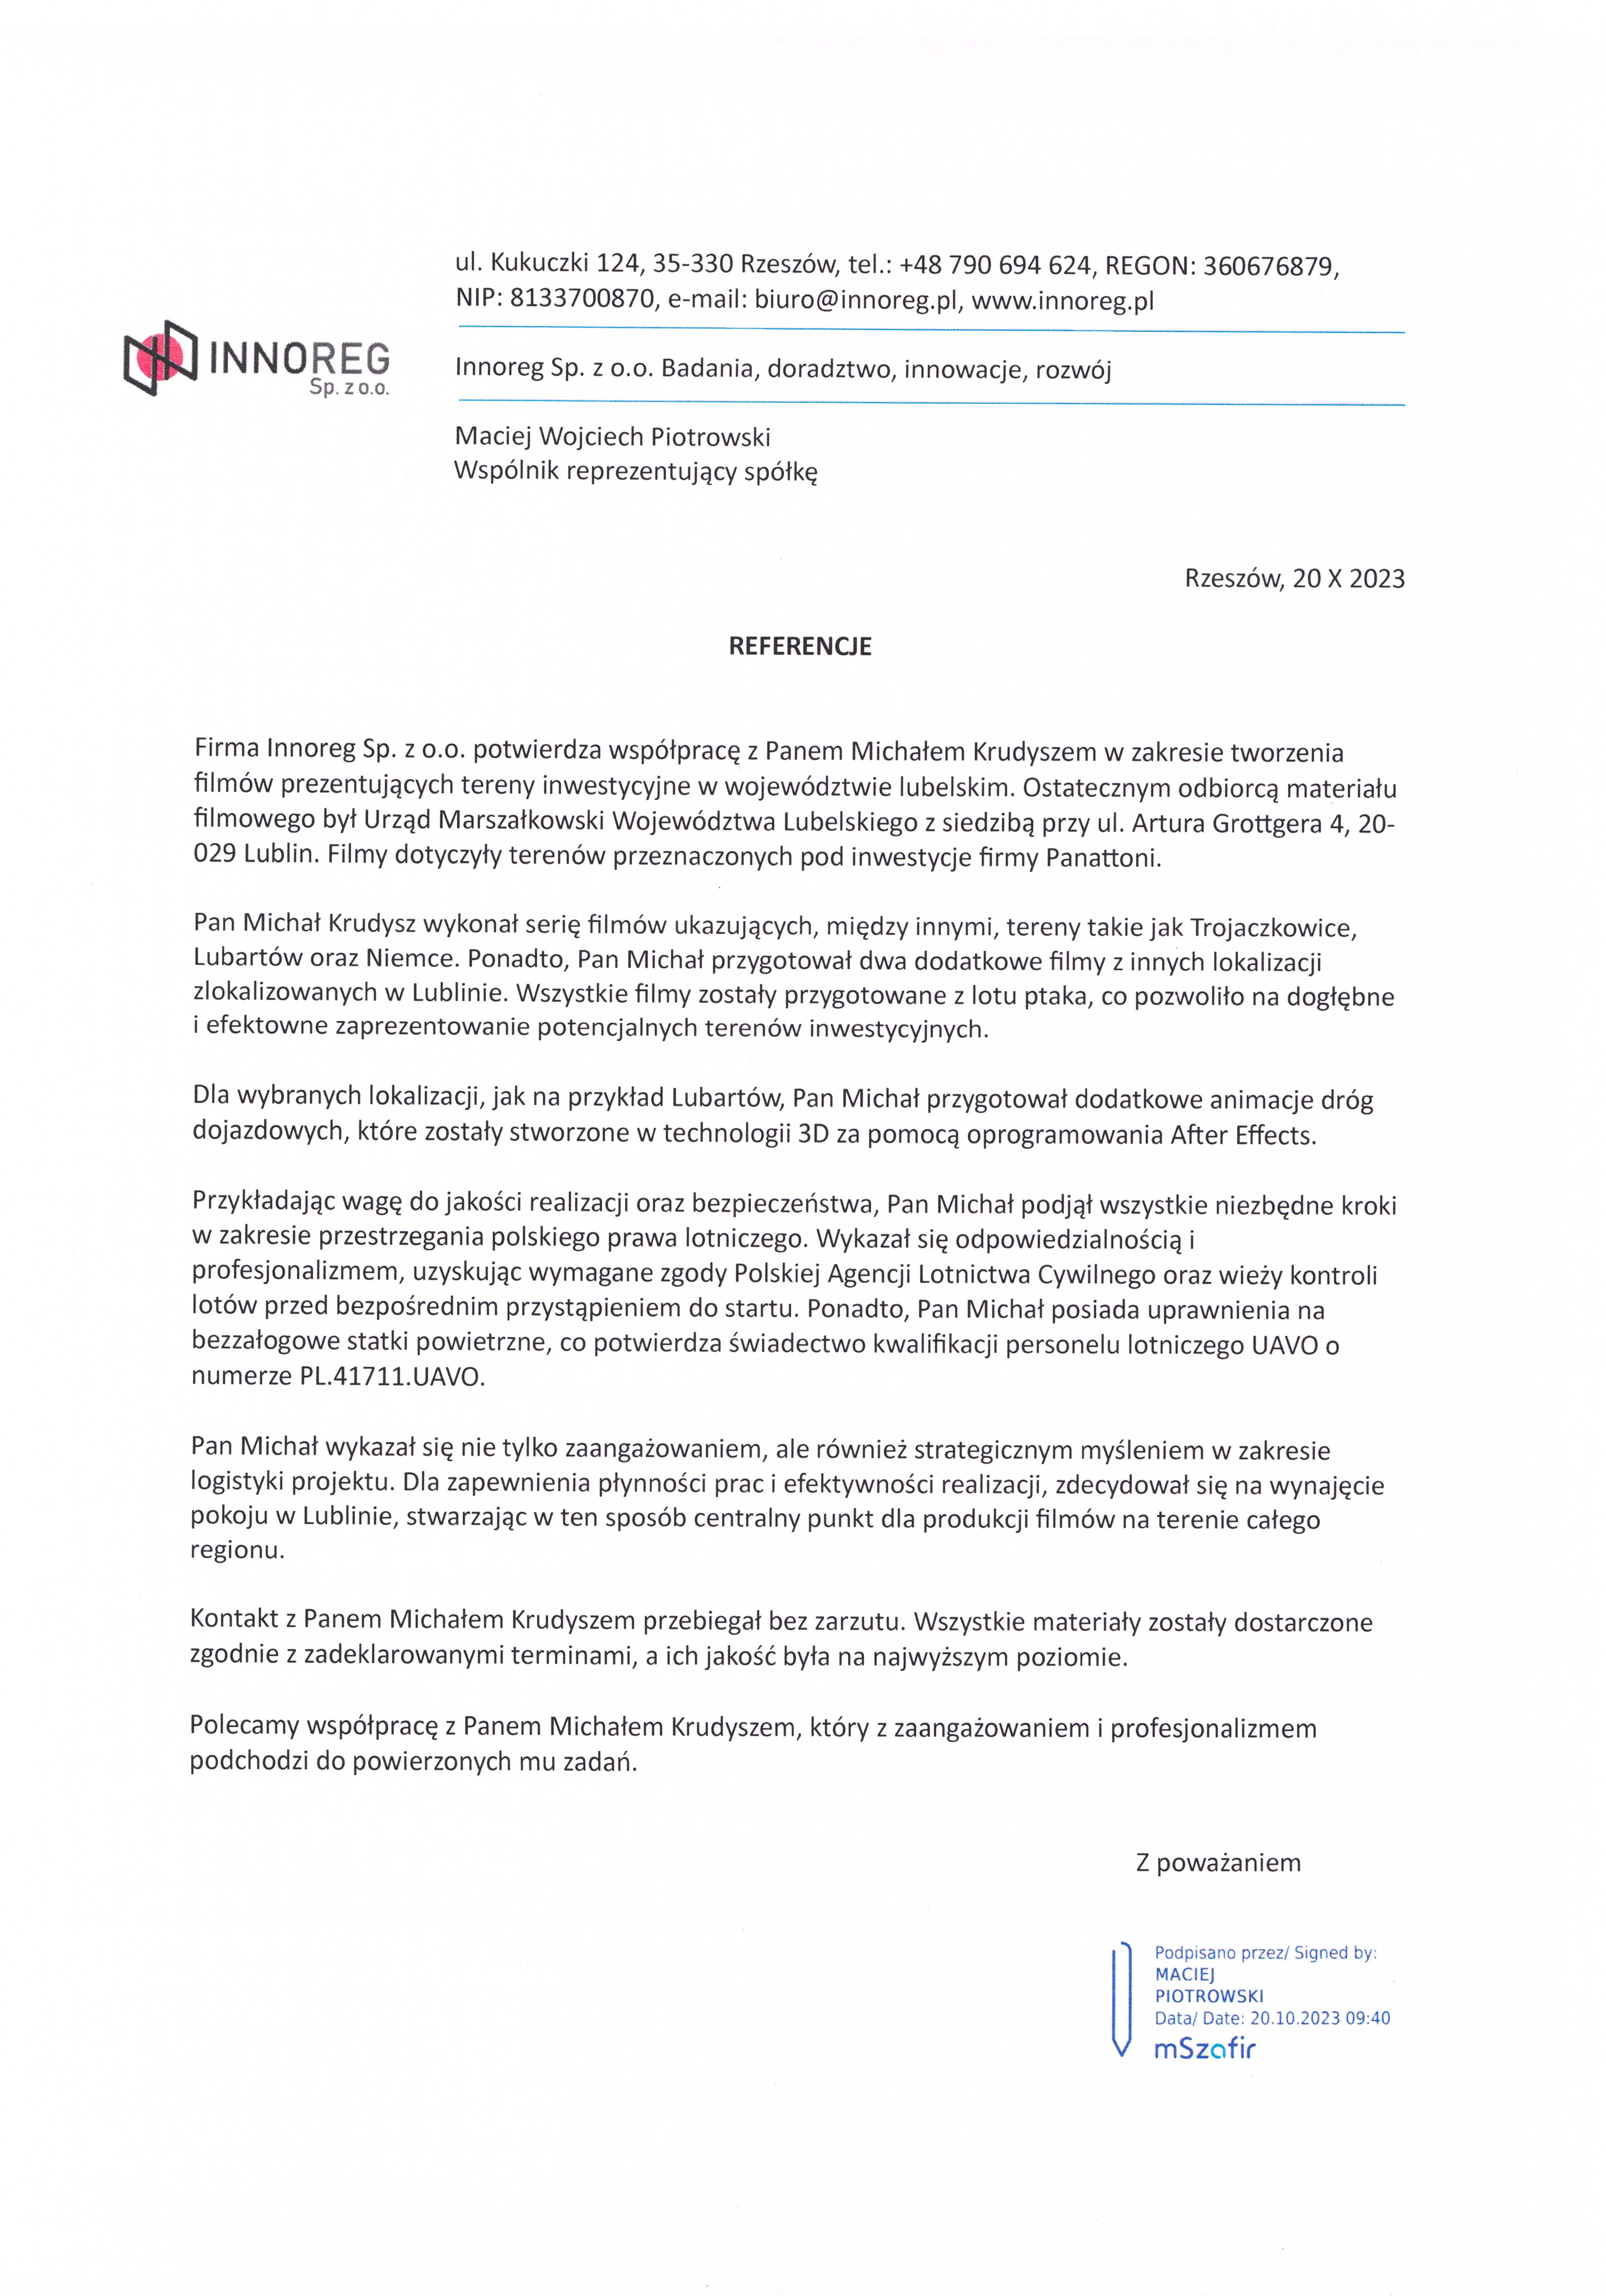 ul. Kukuczki 124, 35-330 Rzeszów, tel.: +48 790 694 624, REGON: 360676879,
NIP: 8133700870, e-mail: biuro@innoreg.pl, www.innoreg.pl
INNOREG
Sp. z o.o.
Innoreg Sp. z o.o. Badania, doradztwo, innowacje, rozwój
Maciej Wojciech Piotrowski
Wspólnik reprezentujący spółkę
Rzeszów, 20 X 2023
REFERENCJE
Firma Innoreg Sp. z o.o. potwierdza współpracę z Panem Michałem Krudyszem w zakresie tworzenia
filmów prezentujących tereny inwestycyjne w województwie lubelskim. Ostatecznym odbiorcą materiału
filmowego był Urząd Marszałkowski Województwa Lubelskiego z siedzibą przy ul. Artura Grottgera 4, 20-
029 Lublin. Filmy dotyczyły terenów przeznaczonych pod inwestycje firmy Panattoni.
Pan Michał Krudysz wykonał serię filmów ukazujących, między innymi, tereny takie jak Trojaczkowice,
Lubartów oraz Niemce. Ponadto, Pan Michał przygotował dwa dodatkowe filmy z innych lokalizacji
zlokalizowanych w Lublinie. Wszystkie filmy zostały przygotowane z lotu ptaka, co pozwoliło na dogłębne
i efektowne zaprezentowanie potencjalnych terenów inwestycyjnych.
Dla wybranych lokalizacji, jak na przykład Lubartów, Pan Michał przygotował dodatkowe animacje dróg
dojazdowych, które zostały stworzone w technologii 3D za pomocą oprogramowania After Effects.
Przykładając wagę do jakości realizacji oraz bezpieczeństwa, Pan Michał podjął wszystkie niezbędne kroki
w zakresie przestrzegania polskiego prawa lotniczego. Wykazał się odpowiedzialnością i
profesjonalizmem, uzyskując wymagane zgody Polskiej Agencji Lotnictwa Cywilnego oraz wieży kontroli
lotów przed bezpośrednim przystąpieniem do startu. Ponadto, Pan Michał posiada uprawnienia na
bezzałogowe statki powietrzne, co potwierdza świadectwo kwalifikacji personelu lotniczego UAVO o
numerze PL.41711.UAVO.
Pan Michał wykazał się nie tylko zaangażowaniem, ale również strategicznym myśleniem w zakresie
logistyki projektu. Dla zapewnienia płynności prac i efektywności realizacji, zdecydował się na wynajęcie
pokoju w Lublinie, stwarzając w ten sposób centralny punkt dla produkcji filmów na terenie całego
regionu.
Kontakt z Panem Michałem Krudyszem przebiegał bez zarzutu. Wszystkie materiały zostały dostarczone
zgodnie z zadeklarowanymi terminami, a ich jakość była na najwyższym poziomie.
Polecamy współpracę z Panem Michałem Krudyszem, który z zaangażowaniem i profesjonalizmem
podchodzi do powierzonych mu zadań.
Z poważaniem
Podpisano przez/ Signed by:
MACIEJ
PIOTROWSKI
Data/ Date: 20.10.2023 09:40
mSzafir